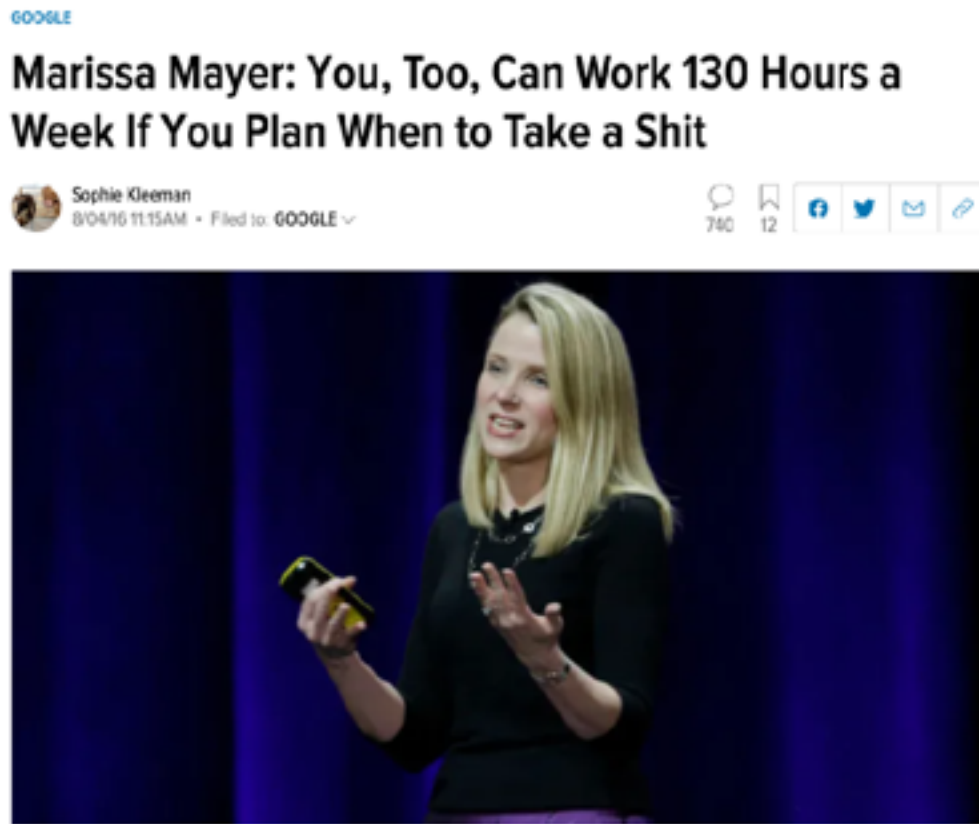 GOOGLE
Marissa Mayer: You, Too, Can Work 130 Hours a
Week If You Plan When to Take a Shit
Sophie Kleeman
8/04/16 11:15AM • Filed to: GOOGLE
740
12